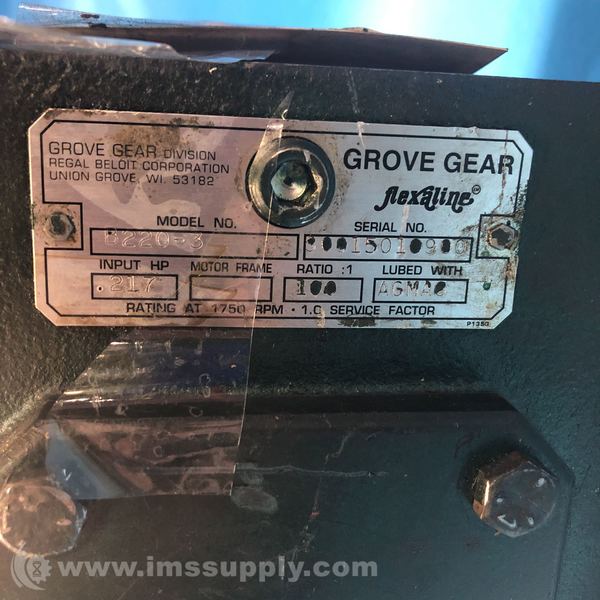 GROVE GEAR DIVISION
REGAL BELOIT CORPORATION
UNION GROVE, WI. 53182
GROVE GEAR
flexaline
MODEL NO. SERIAL NO.
B220-3
INPUT HP MOTOR FRAME RATIO :1 LUBED WITH
.217
RATING AT 1750 RPM • 1.0 SERVICE FACTOR
P1350
www.imssupply.com